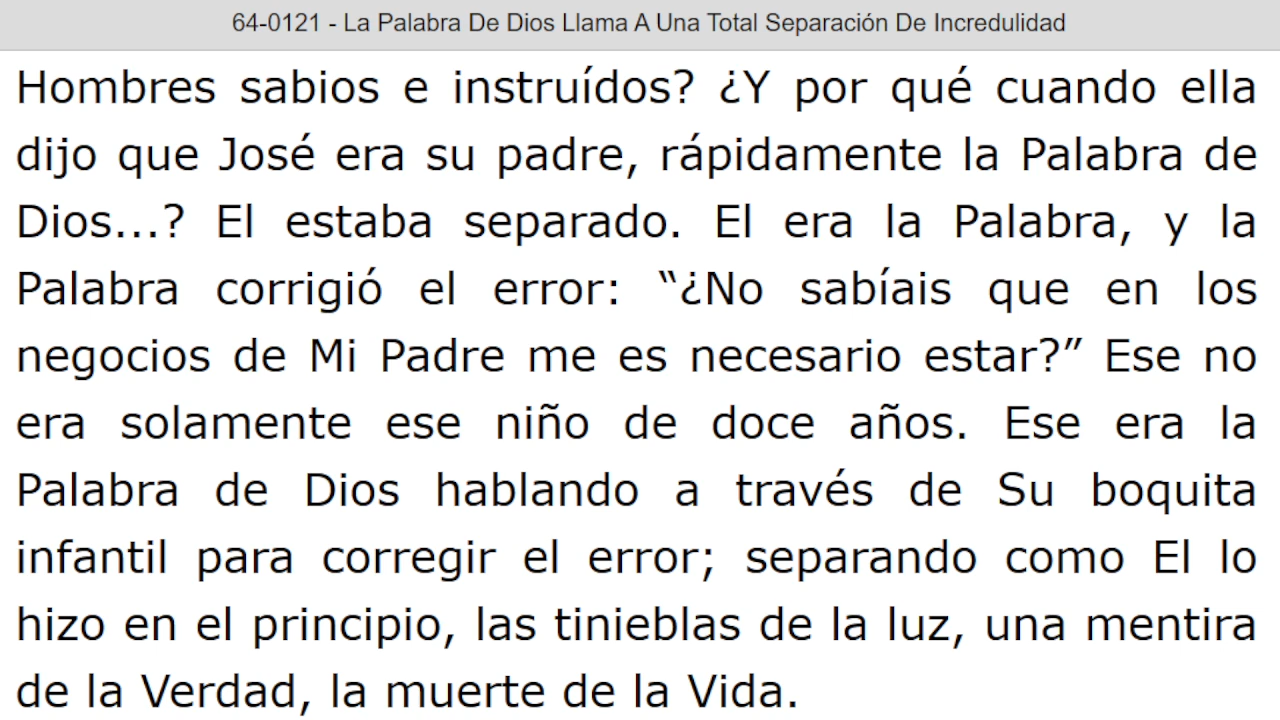 64-0121 - La Palabra De Dios Llama A Una Total Separación De Incredulidad
Hombres sabios e instruídos? ¿Y por qué cuando ella
dijo que José era su padre, rápidamente la Palabra de
Dios...? El estaba separado. El era la Palabra, y la
Palabra corrigió el error: “¿No sabíais que en los
negocios de Mi Padre me es necesario estar?” Ese no
era solamente ese niño de doce años. Ese era la
Palabra de Dios hablando a través de Su boquita
infantil para corregir el error; separando como El lo
hizo en el principio, las tinieblas de la luz, una mentira
de la Verdad, la muerte de la Vida.